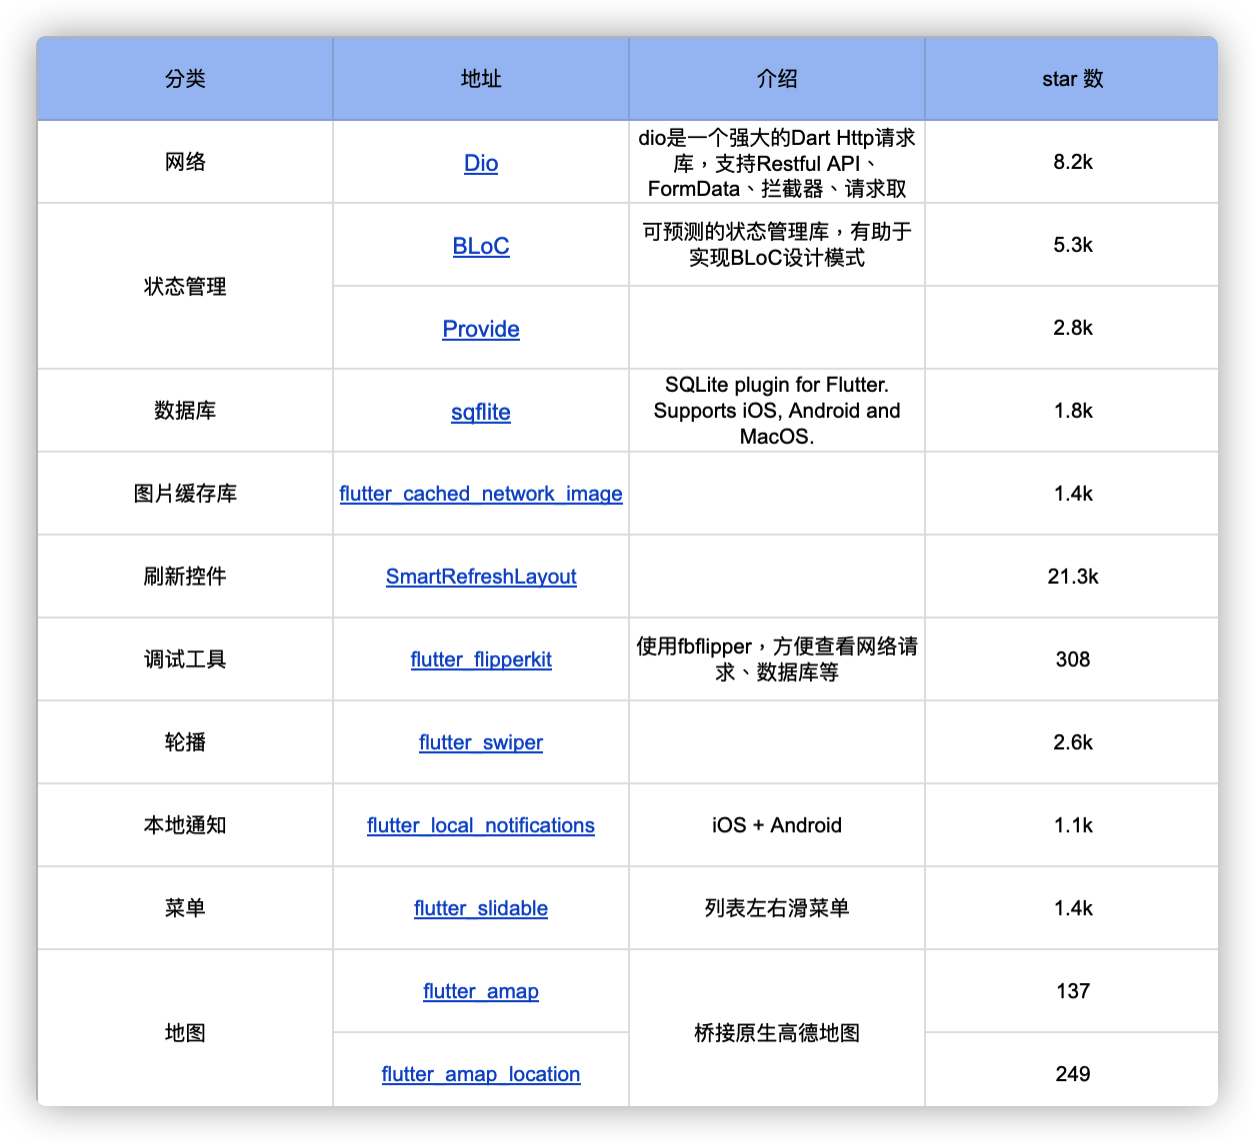 分类
地址
介绍
star 数
网络
Dio
dio是一个强大的Dart Http请求
库，支持Restful API、
FormData、拦截器、请求取
8.2k
状态管理
BLoC
可预测的状态管理库，有助于
实现BLoC设计模式
5.3k
Provide
2.8k
数据库
sqflite
SQLite plugin for Flutter.
Supports iOS, Android and
MacOS.
1.8k
图片缓存库
flutter_cached_network_image
1.4k
刷新控件
SmartRefreshLayout
21.3k
调试工具
flutter_flipperkit
使用fbflipper，方便查看网络请
求、数据库等
308
轮播
flutter_swiper
2.6k
本地通知
flutter_local_notifications
iOS + Android
1.1k
菜单
flutter_slidable
列表左右滑菜单
1.4k
地图
flutter_amap
桥接原生高德地图
137
flutter_amap_location
249